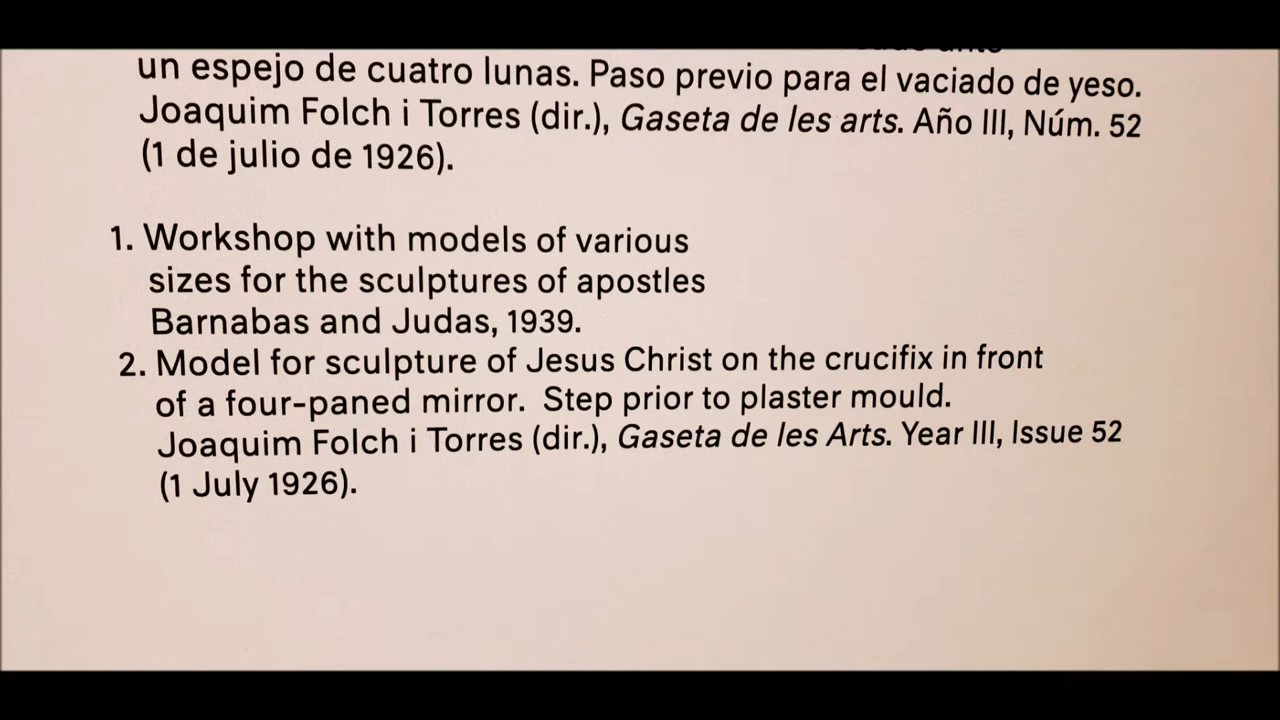 un espejo de cuatro lunas. Paso previo para el vaciado de yeso.
Joaquim Folch i Torres (dir.), Gaseta de les arts. Año III, Núm. 52
(1 de julio de 1926).
1. Workshop with models of various
sizes for the sculptures of apostles
Barnabas and Judas, 1939.
2. Model for sculpture of Jesus Christ on the crucifix in front
of a four-paned mirror. Step prior to plaster mould.
Joaquim Folch i Torres (dir.), Gaseta de les Arts. Year III, Issue 52
(1 July 1926).